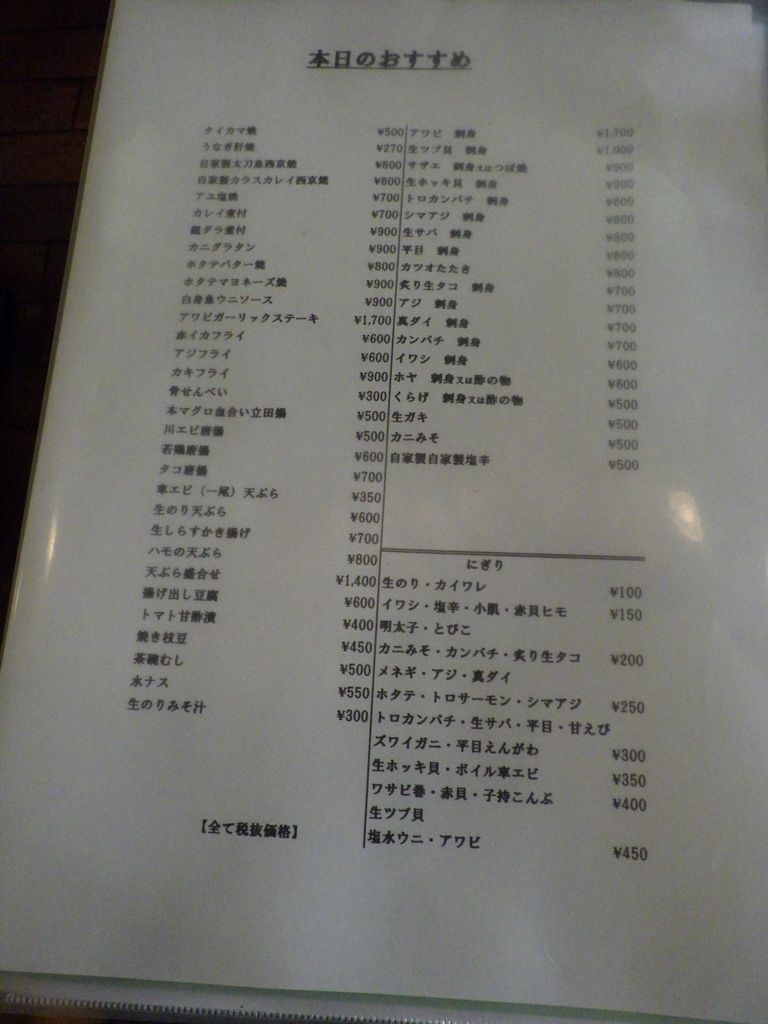 本日のおすすめ
タイカマ焼 ¥500
うなぎ肝焼 ¥270
自家製太刀魚西京焼 ¥800
自家製カラスカレイ西京焼 ¥800
アユ塩焼 ¥700
カレイ煮付 ¥700
銀ダラ煮付 ¥900
カニグラタン ¥900
ホタテバター焼 ¥800
ホタテマヨネーズ焼 ¥900
白身魚ウニソース ¥900
アワビガーリックステーキ ¥1,700
赤イカフライ ¥600
アジフライ ¥600
カキフライ ¥900
骨せんべい ¥300
本マグロ血合い立田揚 ¥500
川エビ唐揚 ¥500
若鶏唐揚 ¥600
タコ唐揚 ¥700
車エビ（一尾）天ぷら ¥350
生のり天ぷら ¥600
生しらすかき揚げ ¥700
ハモの天ぷら ¥800
天ぷら盛合せ ¥1,400
揚げ出し豆腐 ¥600
トマト甘酢漬 ¥400
焼き枝豆 ¥450
茶碗むし ¥500
水ナス ¥550
生のりみそ汁 ¥300
【全て税抜価格】
アワビ 刺身 ¥1,700
生ツブ貝 刺身 ¥1,000
サザエ 刺身又はつぼ焼 ¥900
生ホッキ貝 刺身 ¥800
トロカンパチ 刺身 ¥800
シマアジ 刺身 ¥800
生サバ 刺身 ¥800
平目 刺身 ¥800
カツオたたき ¥800
炙り生タコ 刺身 ¥700
アジ 刺身 ¥700
真ダイ 刺身 ¥700
カンパチ 刺身 ¥700
イワシ 刺身 ¥600
ホヤ 刺身又は酢の物 ¥600
くらげ 刺身又は酢の物 ¥500
生ガキ ¥500
カニみそ ¥500
自家製自家製塩辛 ¥500
にぎり
生のり・カイワレ ¥100
イワシ・塩辛・小肌・赤貝ヒモ ¥150
明太子・とびこ
カニみそ・カンパチ・炙り生タコ ¥200
メネギ・アジ・真ダイ
ホタテ・トロサーモン・シマアジ ¥250
トロカンパチ・生サバ・平目・甘えび
ズワイガニ・平目えんがわ ¥300
生ホッキ貝・ボイル車エビ ¥350
ワサビ巻・赤貝・子持こんぶ ¥400
生ツブ貝
塩水ウニ・アワビ ¥450